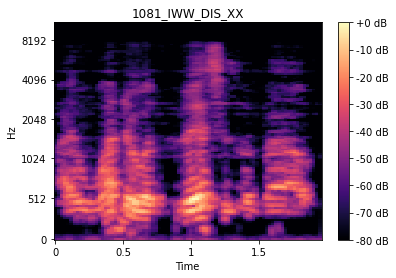 1081_IWW_DIS_XX
8192
4096
2048
1024
512
0
Hz
0
0.5
1
1.5
Time
+0 dB
-10 dB
-20 dB
-30 dB
-40 dB
-50 dB
-60 dB
-70 dB
-80 dB